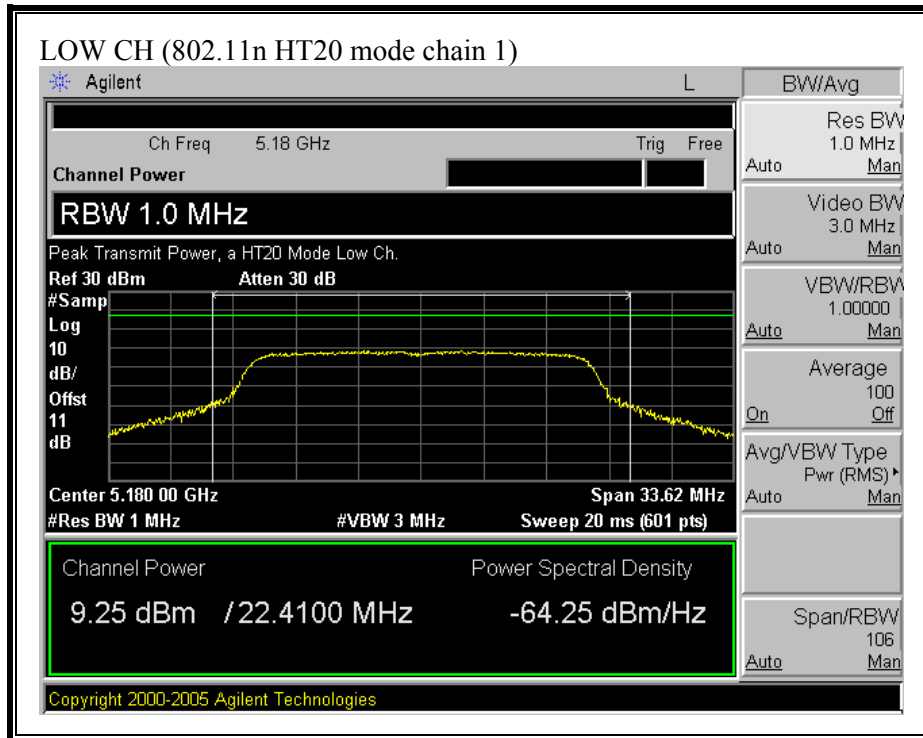 LOW CH (802.11n HT20 mode chain 1)
Agilent L
Ch Freq 5.18 GHz Trig Free
Channel Power
RBW 1.0 MHz
Peak Transmit Power, a HT20 Mode Low Ch.
Ref 30 dBm Atten 30 dB
#Samp
Log
10
dB/
Offst
11
dB
Center 5.180 00 GHz Span 33.62 MHz
#Res BW 1 MHz #VBW 3 MHz Sweep 20 ms (601 pts)
Channel Power Power Spectral Density
9.25 dBm / 22.4100 MHz -64.25 dBm/Hz
Copyright 2000-2005 Agilent Technologies
BW/Avg
Res BW
1.0 MHz
Auto Man
Video BW
3.0 MHz
Auto Man
VBW/RBW
1.00000
Auto Man
Average
100
On Off
Avg/VBW Type
Pwr (RMS)
Auto Man
Span/RBW
106
Auto Man